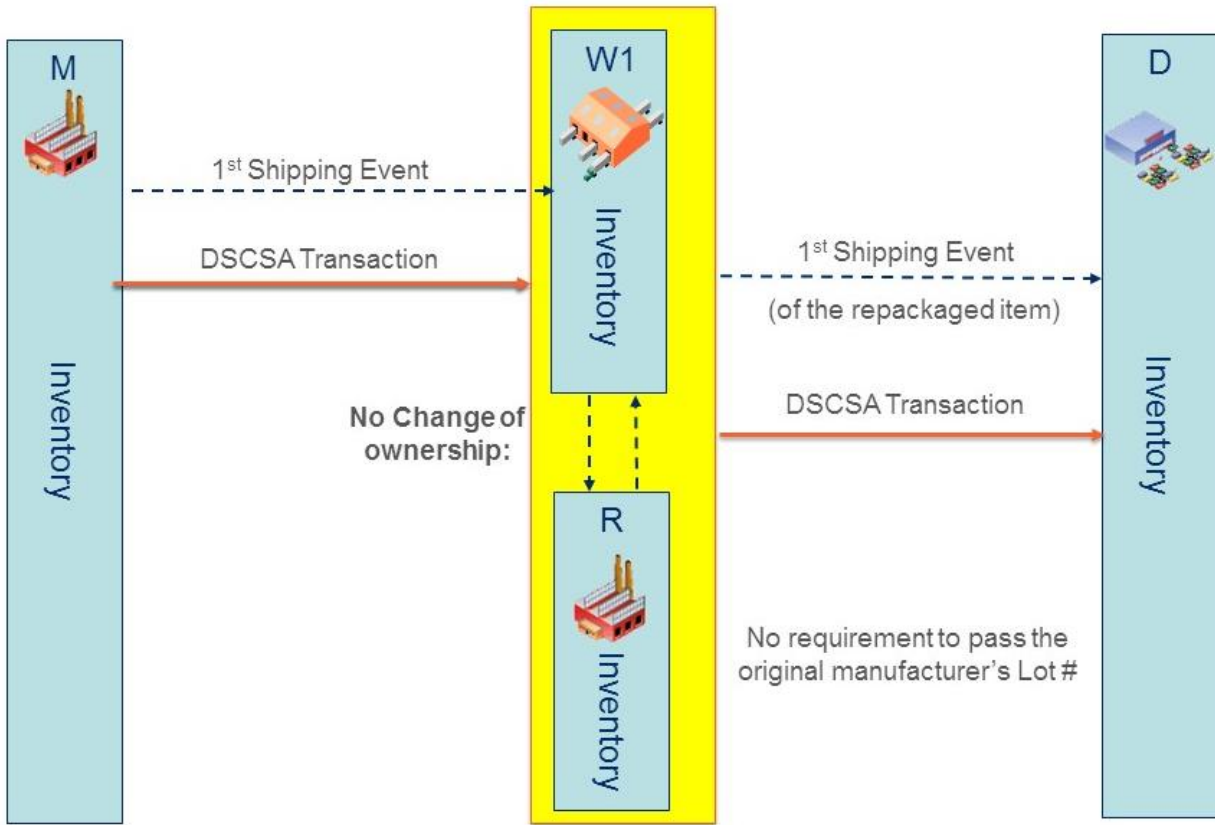 M
Inventory
1st Shipping Event
DSCSA Transaction
W1
Inventory
No Change of
ownership:
R
Inventory
1st Shipping Event
(of the repackaged item)
DSCSA Transaction
No requirement to pass the
original manufacturer's Lot #
D
Inventory